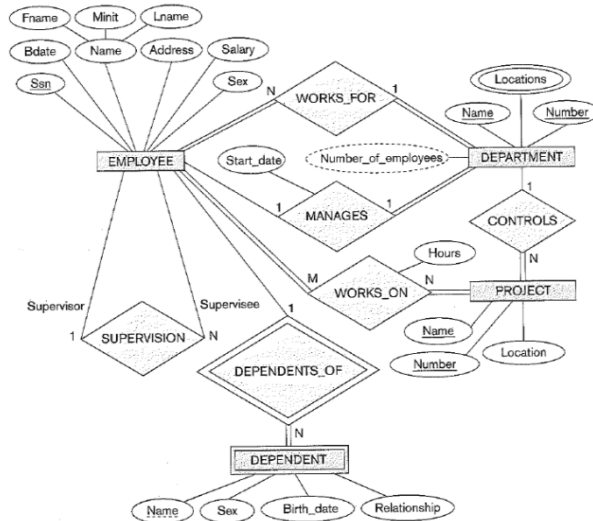 Fname
Minit
Lname
Bdate
Name
Address
Salary
Ssn
Sex
N
WORKS_FOR
1
Locations
Name
Number
EMPLOYEE
Start_date
Number_of_employees
DEPARTMENT
1
MANAGES
1
1
CONTROLS
N
Hours
M
WORKS_ON
N
PROJECT
Supervisor
Supervisee
1
SUPERVISION
N
1
Name
Number
Location
DEPENDENTS_OF
N
DEPENDENT
Name
Sex
Birth_date
Relationship